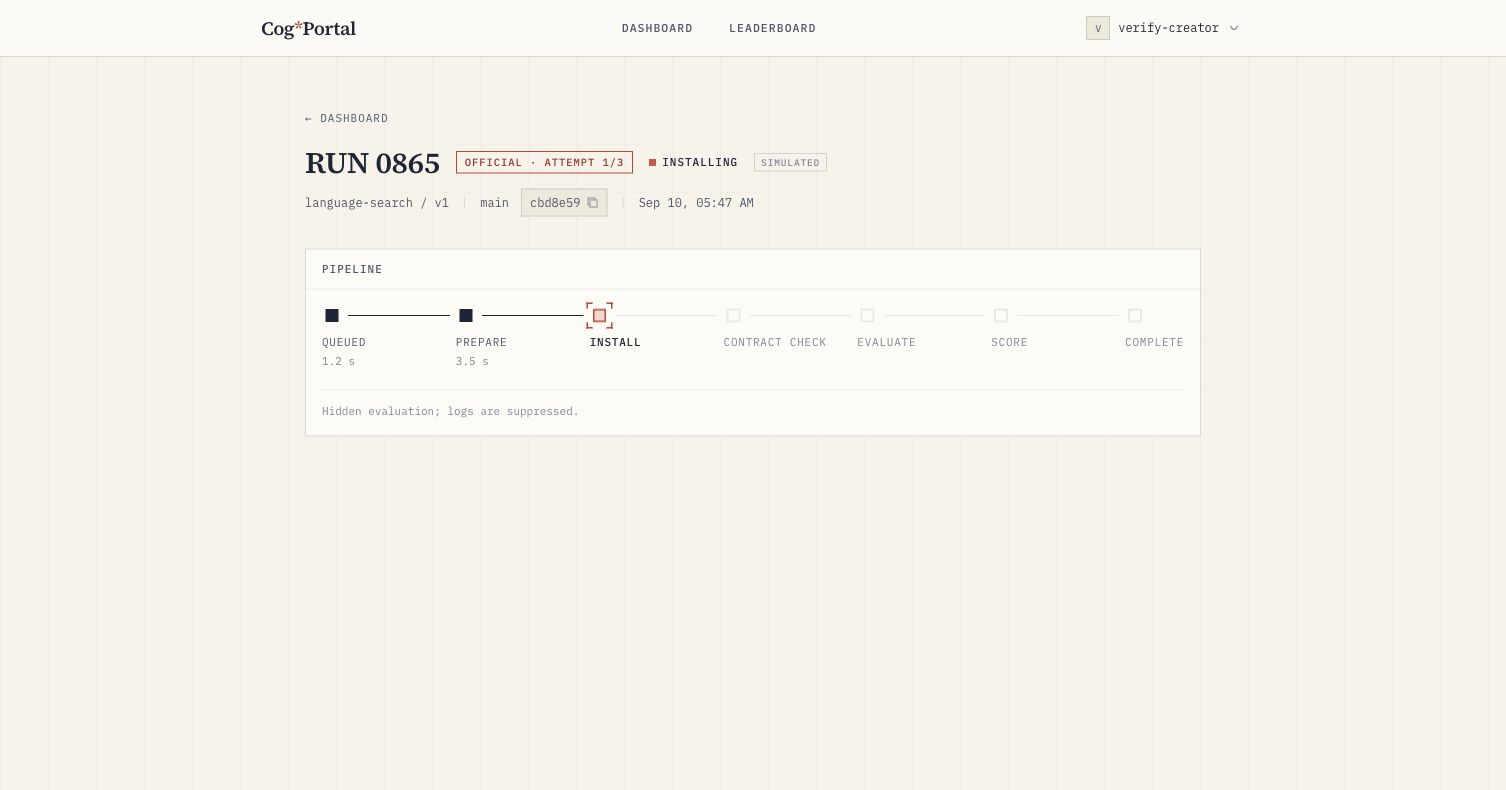 Cog*Portal DASHBOARD LEADERBOARD V verify-creator
← DASHBOARD
RUN 0865 OFFICIAL · ATTEMPT 1/3 INSTALLING SIMULATED
language-search / v1 | main cbd8e59 | Sep 10, 05:47 AM
PIPELINE
QUEUED PREPARE INSTALL CONTRACT CHECK EVALUATE SCORE COMPLETE
1.2 s 3.5 s
Hidden evaluation; logs are suppressed.